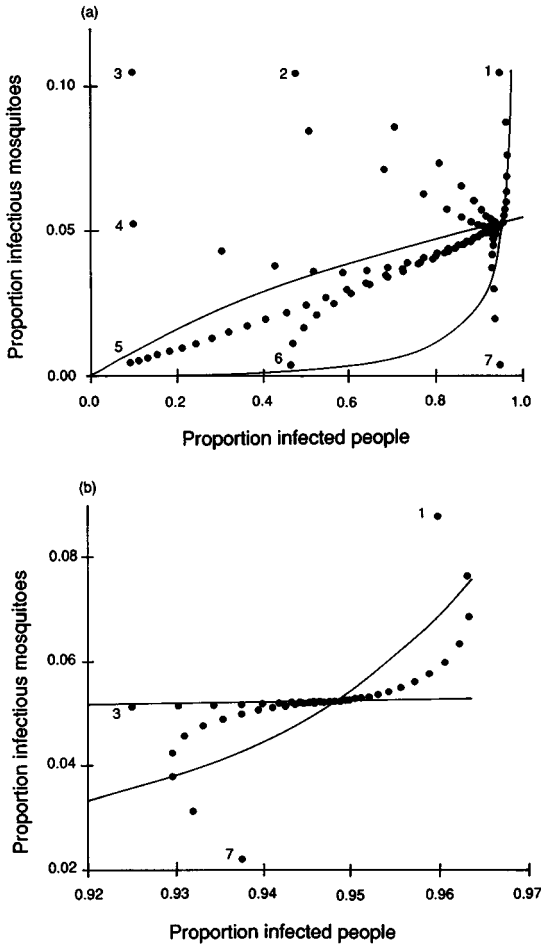 (a)
3
2
1
0.10
Proportion infectious mosquitoes
4
0.05
5
6
7
0.00
0.0 0.2 0.4 0.6 0.8 1.0
Proportion infected people
(b)
1
0.08
Proportion infectious mosquitoes
0.06
3
0.04
7
0.02
0.92 0.93 0.94 0.95 0.96 0.97
Proportion infected people